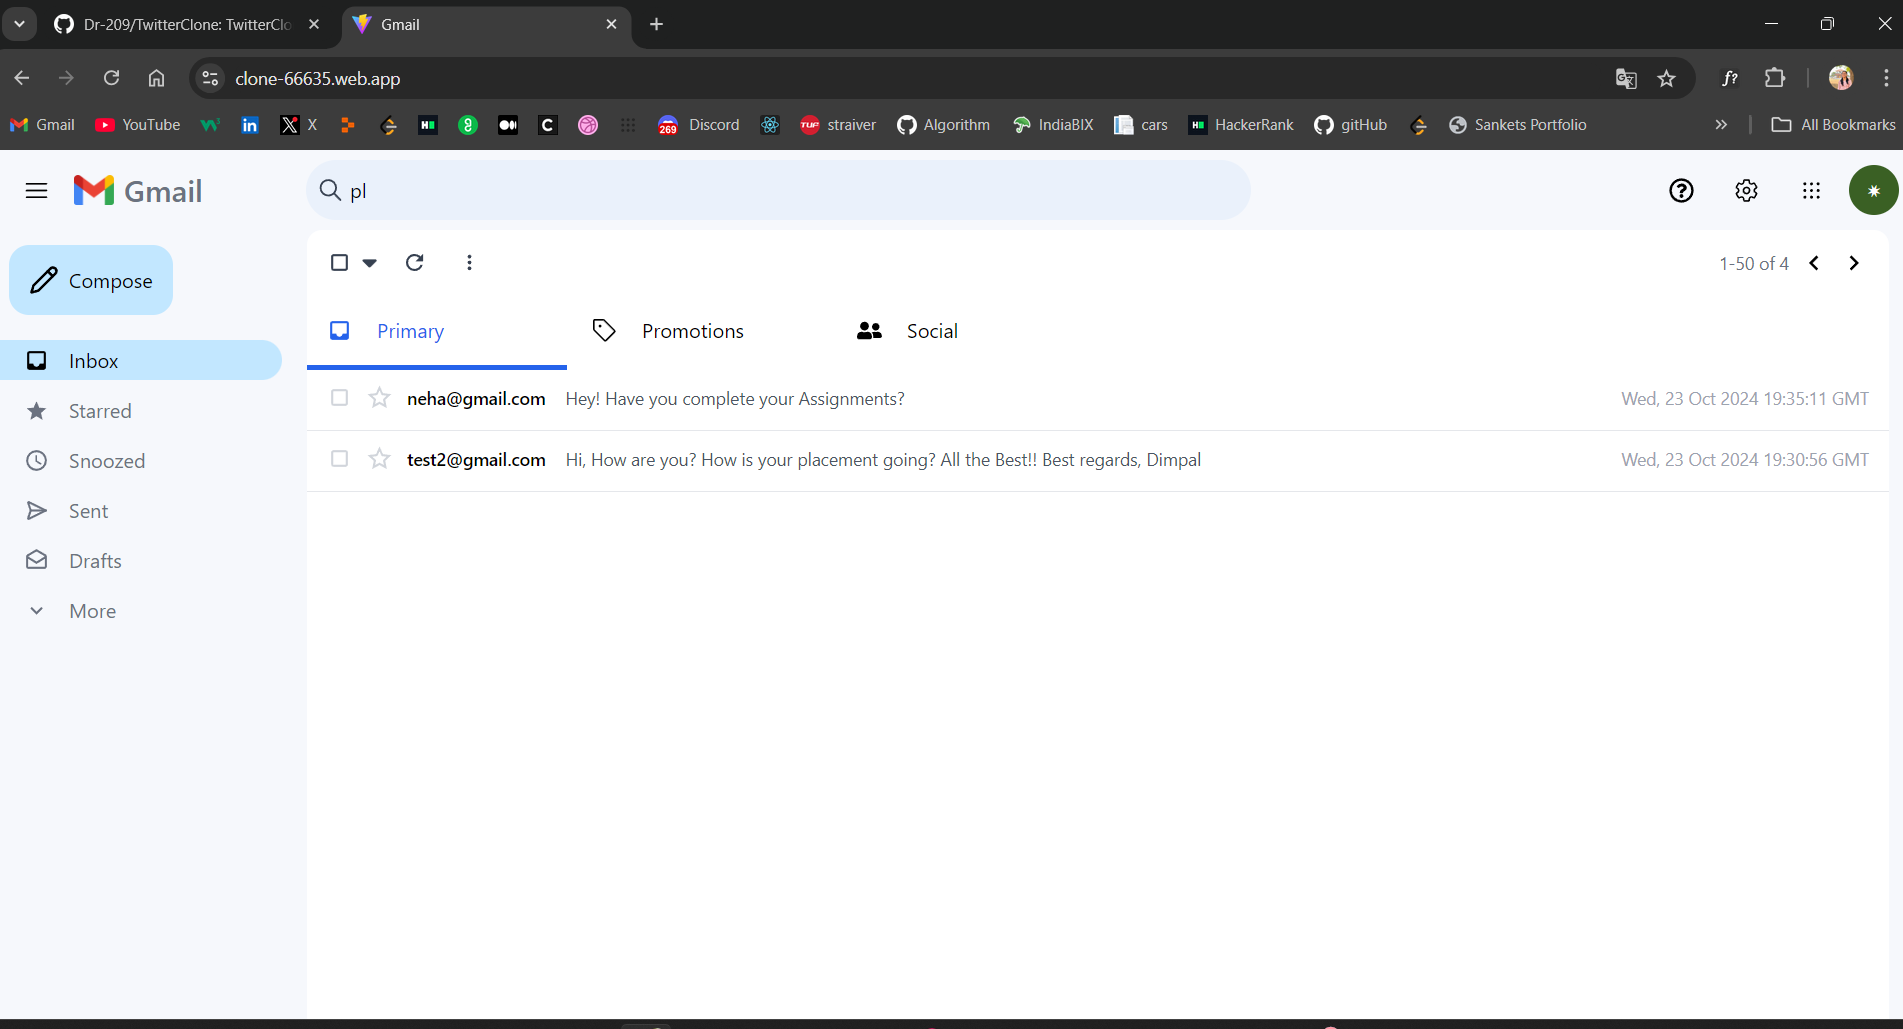 Dr-209/TwitterClone: TwitterClo
Gmail
clone-66635.web.app
Gmail YouTube X 269 Discord TUF straiver Algorithm IndiaBIX cars HackerRank gitHub Sankets Portfolio » All Bookmarks
Gmail
pl
Compose
1-50 of 4
Primary Promotions Social
Inbox
neha@gmail.com Hey! Have you complete your Assignments? Wed, 23 Oct 2024 19:35:11 GMT
Starred
test2@gmail.com Hi, How are you? How is your placement going? All the Best!! Best regards, Dimpal Wed, 23 Oct 2024 19:30:56 GMT
Snoozed
Sent
Drafts
More